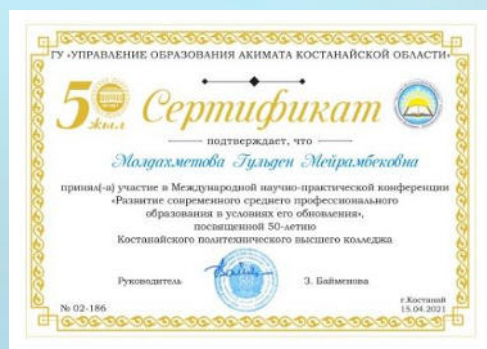 ГУ «УПРАВЛЕНИЕ ОБРАЗОВАНИЯ АКИМАТА КОСТАНАЙСКОЙ ОБЛАСТИ»
50 жыл
Сертификат
подтверждает, что
Молдахметова Гульден Мейрамбековна
принял(-а) участие в Международной научно-практической конференции
«Развитие современного среднего профессионального
образования в условиях его обновления»,
посвященной 50-летию
Костанайского политехнического высшего колледжа
Руководитель З. Байменова
№ 02-186
г.Костанай
15.04.2021